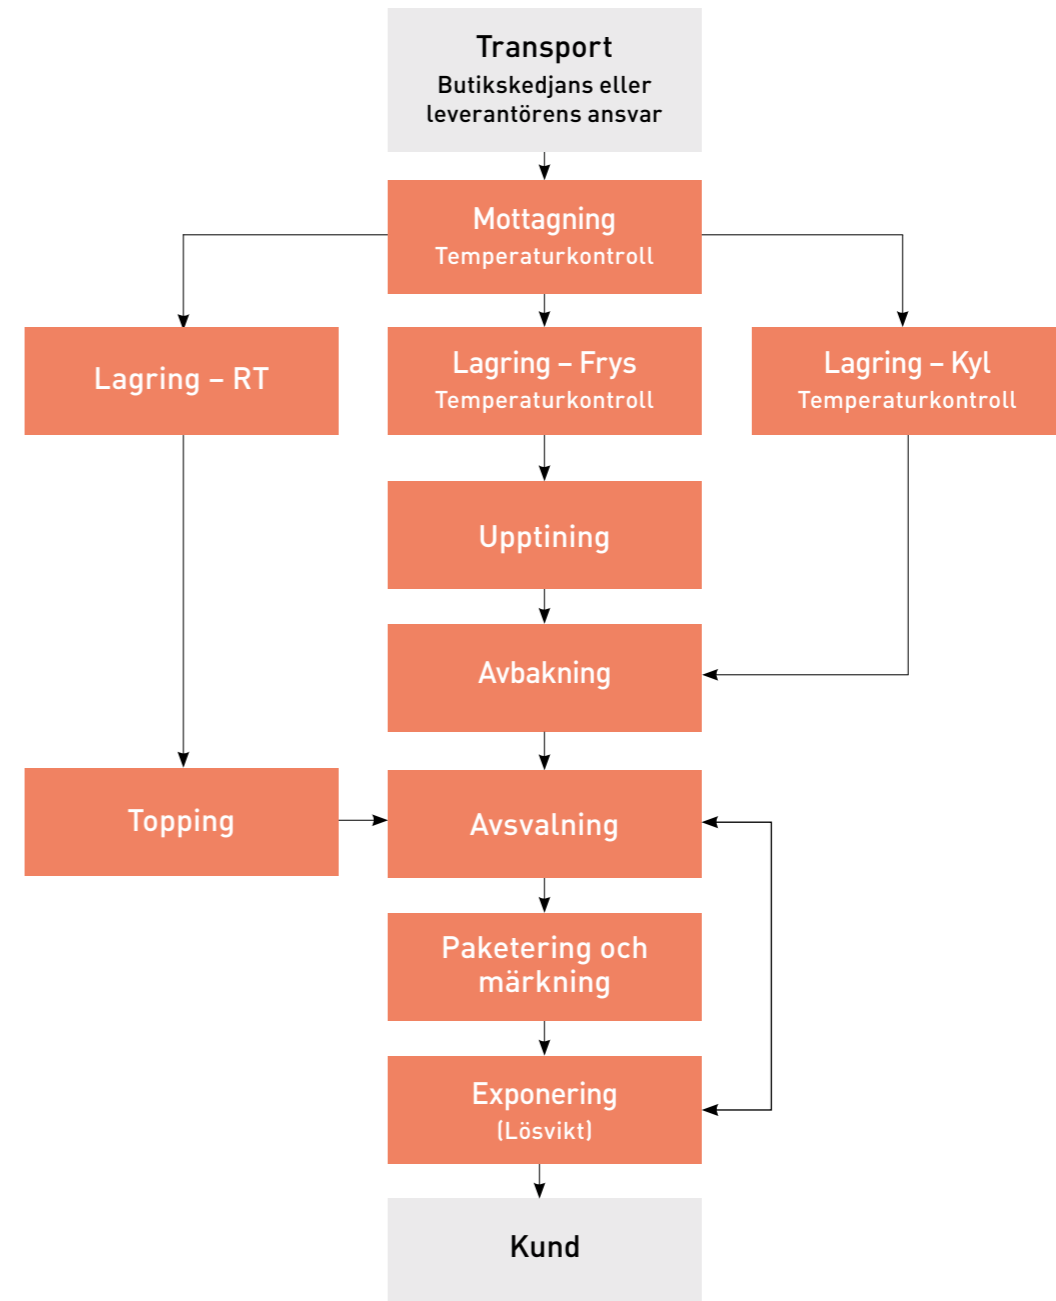 Transport
Butikskedjans eller
leverantörens ansvar
Mottagning
Temperaturkontroll
Lagring – RT
Lagring – Frys
Temperaturkontroll
Lagring – Kyl
Temperaturkontroll
Upptining
Avbakning
Topping
Avsvalning
Paketering och
märkning
Exponering
(Lösvikt)
Kund